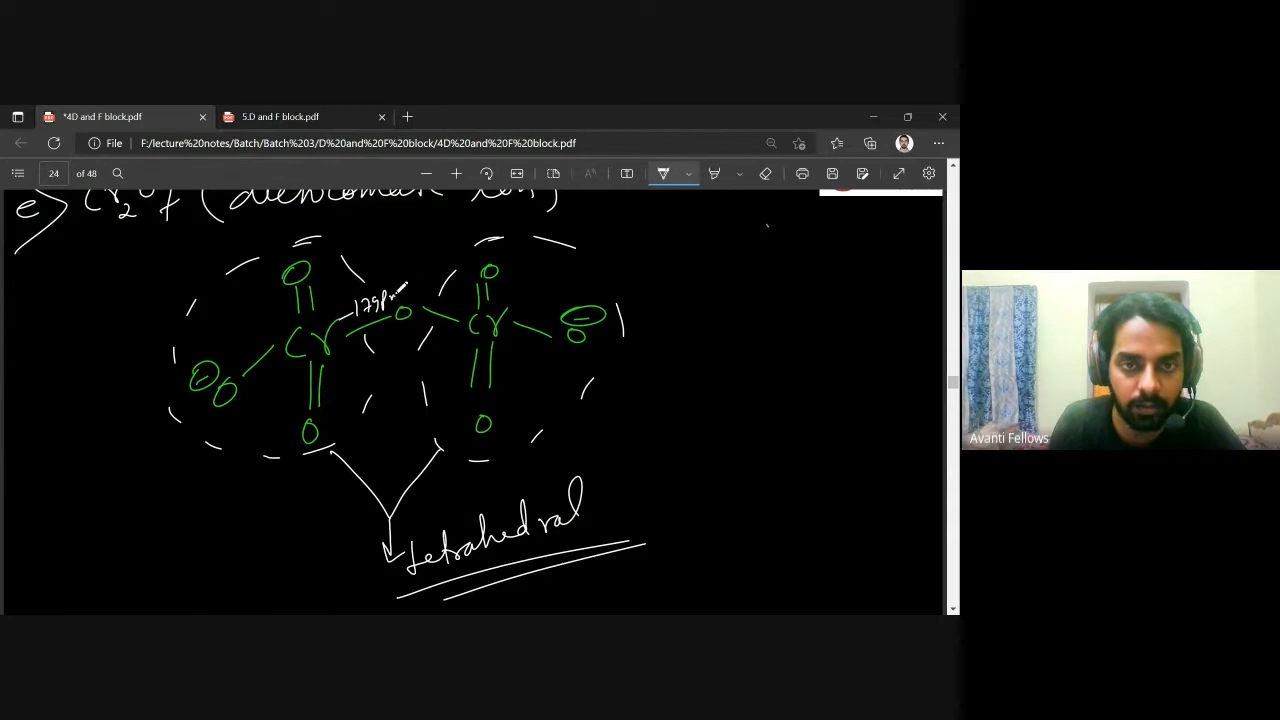 *4D and F block.pdf
5.D and F block.pdf
File
F:/lecture%20notes/Batch/Batch%203/D%20and%20F%20block/4D%20and%20F%20block.pdf
24 of 48
e)
O
O
179pm
Cr
O
Cr
O
O
O
O
tetrahedral
Avanti Fellows